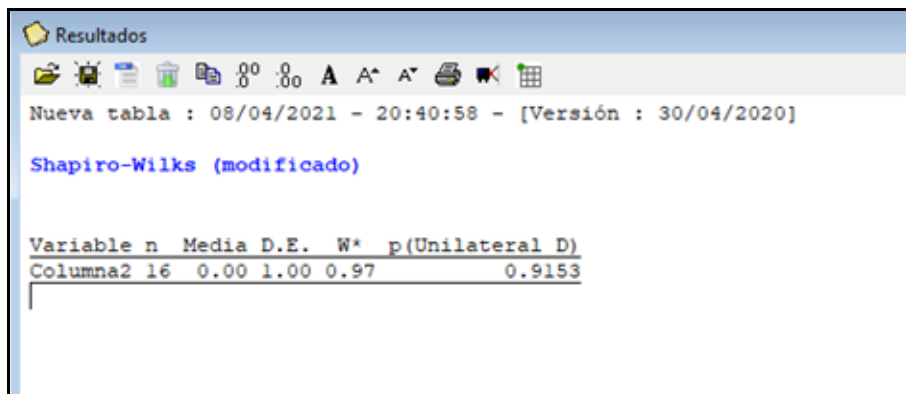 Resultados
A A A
Nueva tabla : 08/04/2021 - 20:40:58 - [Versión : 30/04/2020]
Shapiro-Wilks (modificado)
Variable n Media D.E. W* p(Unilateral D)
Columna2 16 0.00 1.00 0.97 0.9153